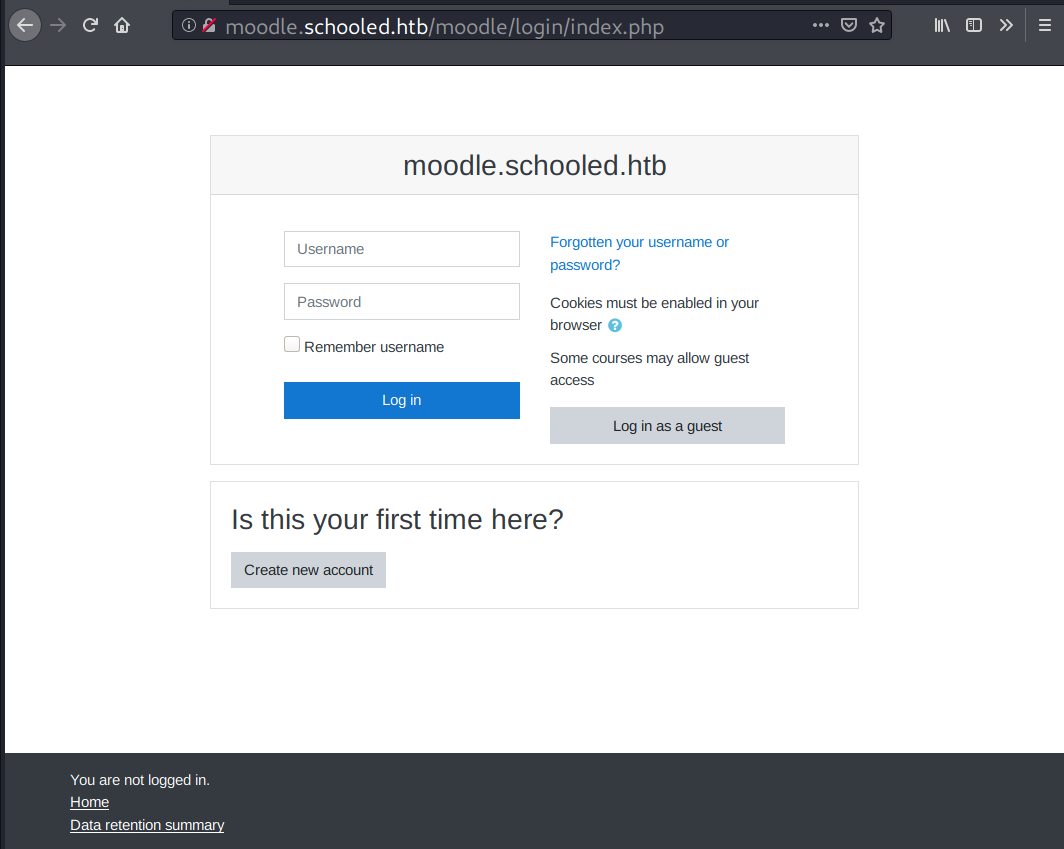 moodle.schooled.htb/moodle/login/index.php
moodle.schooled.htb
Username
Password
Remember username
Log in
Forgotten your username or
password?
Cookies must be enabled in your
browser
Some courses may allow guest
access
Log in as a guest
Is this your first time here?
Create new account
You are not logged in.
Home
Data retention summary